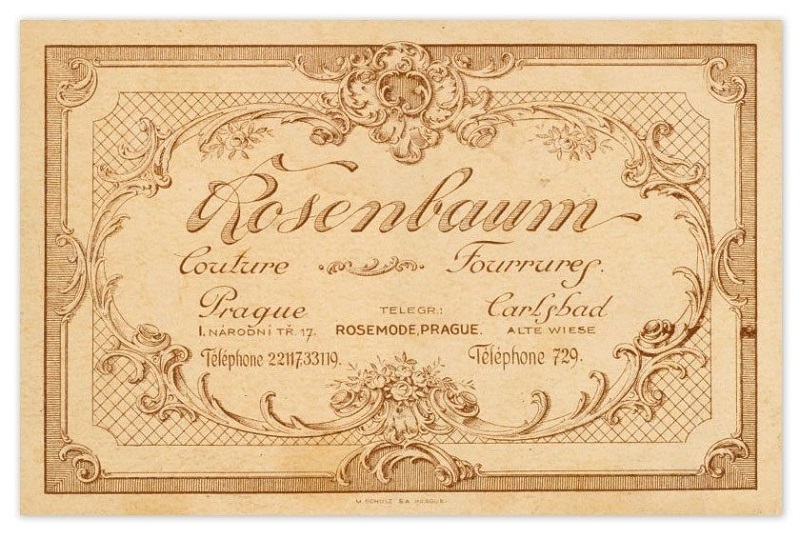 Rosenbaum
Couture Fourrures.
Prague TELEGR.: Carlsbad
I. NÁRODNÍ TŘ. 17. ROSEMODE, PRAGUE. ALTE WIESE
Téléphone 22117.33119. Téléphone 729.